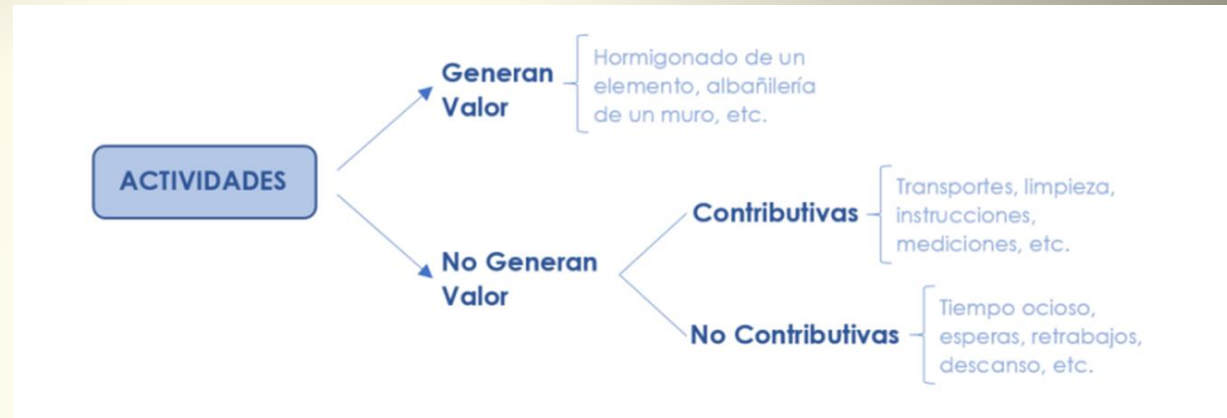 ACTIVIDADES
Generan
Valor
Hormigonado de un
elemento, albañilería
de un muro, etc.
No Generan
Valor
Contributivas
Transportes, limpieza,
instrucciones,
mediciones, etc.
No Contributivas
Tiempo ocioso,
esperas, retrabajos,
descanso, etc.